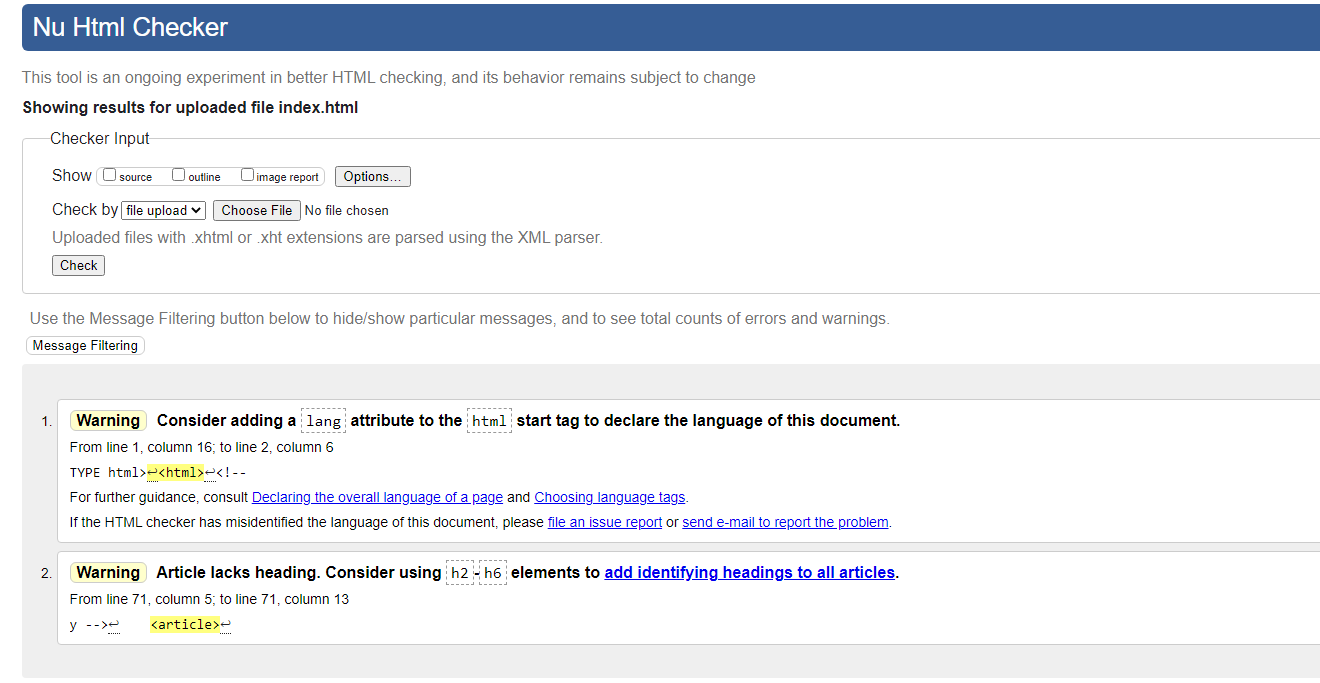 Nu Html Checker
This tool is an ongoing experiment in better HTML checking, and its behavior remains subject to change
Showing results for uploaded file index.html
Checker Input
Show source outline image report Options...
Check by file upload Choose File No file chosen
Uploaded files with .xhtml or .xht extensions are parsed using the XML parser.
Check
Use the Message Filtering button below to hide/show particular messages, and to see total counts of errors and warnings.
Message Filtering
1. Warning Consider adding a lang attribute to the html start tag to declare the language of this document.
From line 1, column 16; to line 2, column 6
TYPE html>↩<html>↩<!--
For further guidance, consult Declaring the overall language of a page and Choosing language tags.
If the HTML checker has misidentified the language of this document, please file an issue report or send e-mail to report the problem.
2. Warning Article lacks heading. Consider using h2-h6 elements to add identifying headings to all articles.
From line 71, column 5; to line 71, column 13
y -->↩    <article>↩